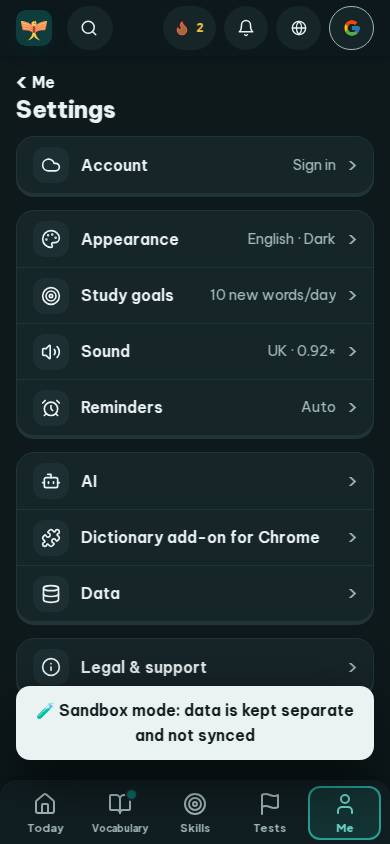 2
Me
Settings
Account Sign in
Appearance English · Dark
Study goals 10 new words/day
Sound UK · 0.92×
Reminders Auto
AI
Dictionary add-on for Chrome
Data
Legal & support
🧪 Sandbox mode: data is kept separate
and not synced
Today Vocabulary Skills Tests Me